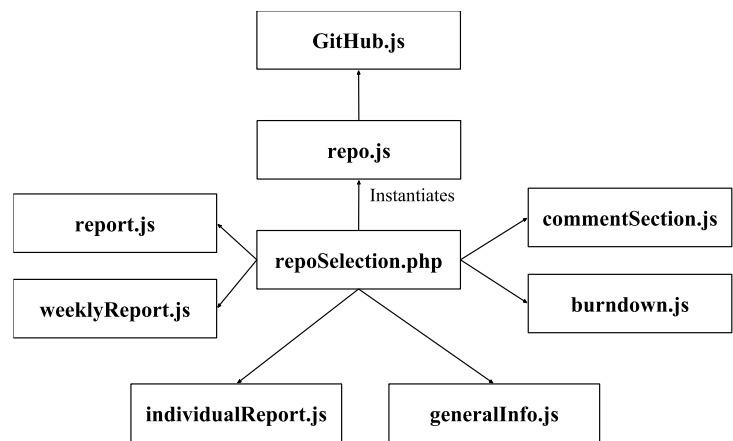 GitHub.js
repo.js
Instantiates
report.js
commentSection.js
repoSelection.php
weeklyReport.js
burndown.js
individualReport.js
generalInfo.js